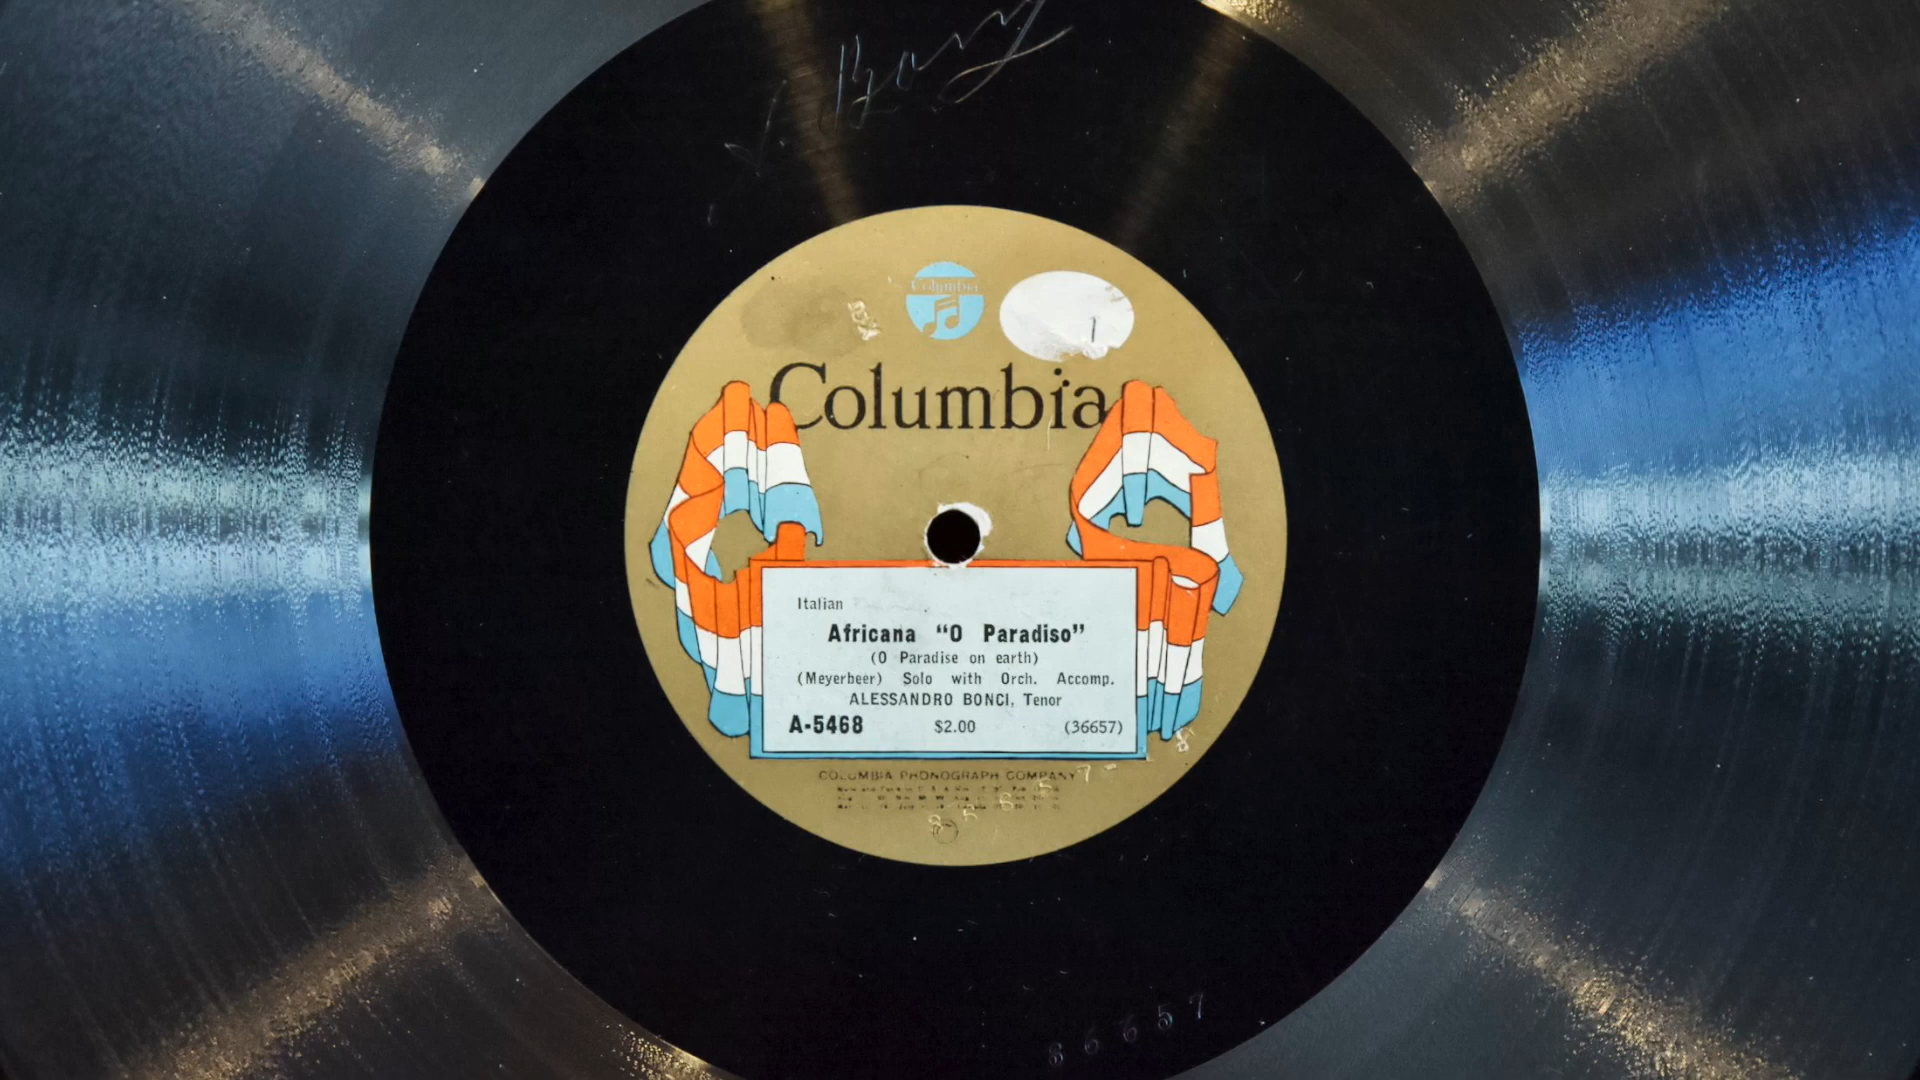 Columbia
1
Columbia
Italian
Africana "O Paradiso"
(O Paradise on earth)
(Meyerbeer) Solo with Orch. Accomp.
ALESSANDRO BONCI, Tenor
A-5468 $2.00 (36657)
COLUMBIA PHONOGRAPH COMPANY
36657